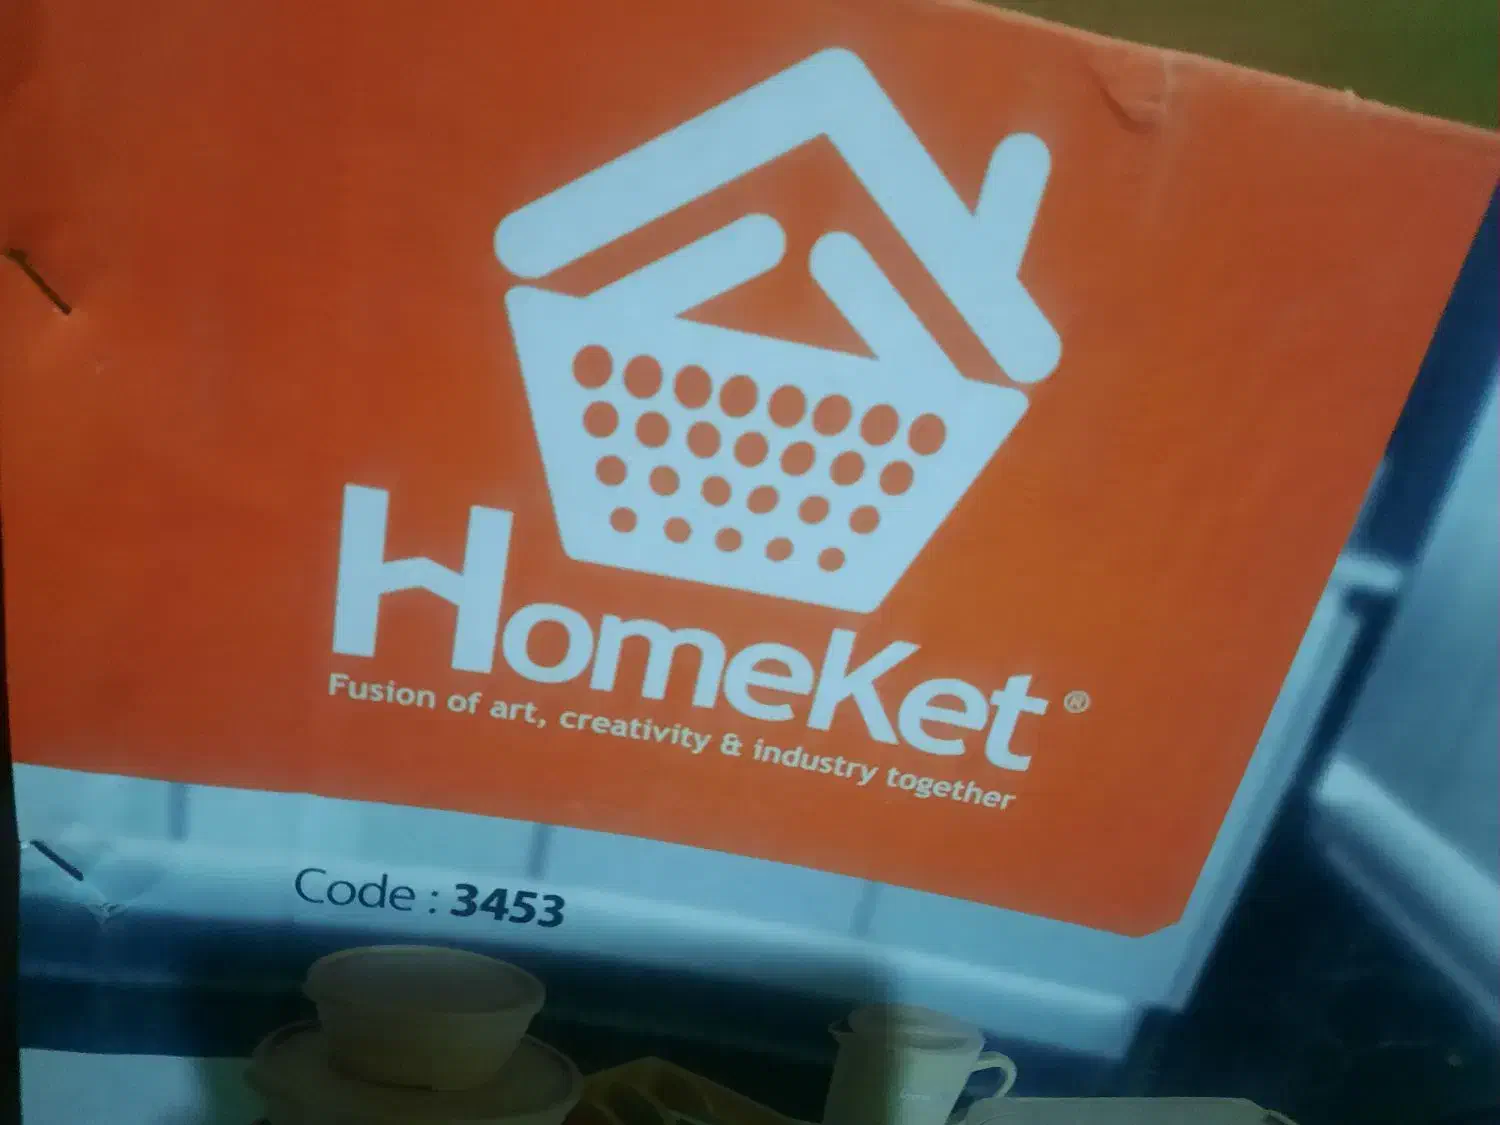 HomeKet®
Fusion of art, creativity & industry together
Code : 3453